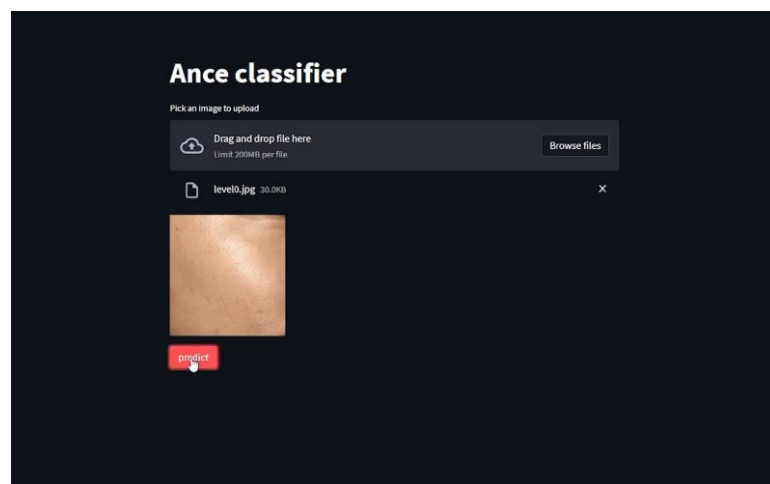 Ance classifier
Pick an image to upload
Drag and drop file here
Limit 200MB per file
Browse files
level0.jpg 30.0KB
predict